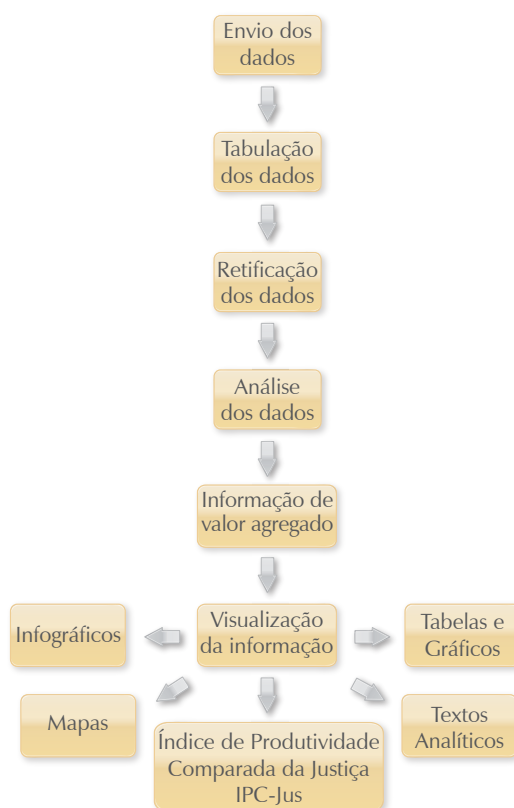 Envio dos
dados
Tabulação
dos dados
Retificação
dos dados
Análise
dos dados
Informação de
valor agregado
Infográficos
Visualização
da informação
Tabelas e
Gráficos
Mapas
Índice de Produtividade
Comparada da Justiça
IPC-Jus
Textos
Analíticos